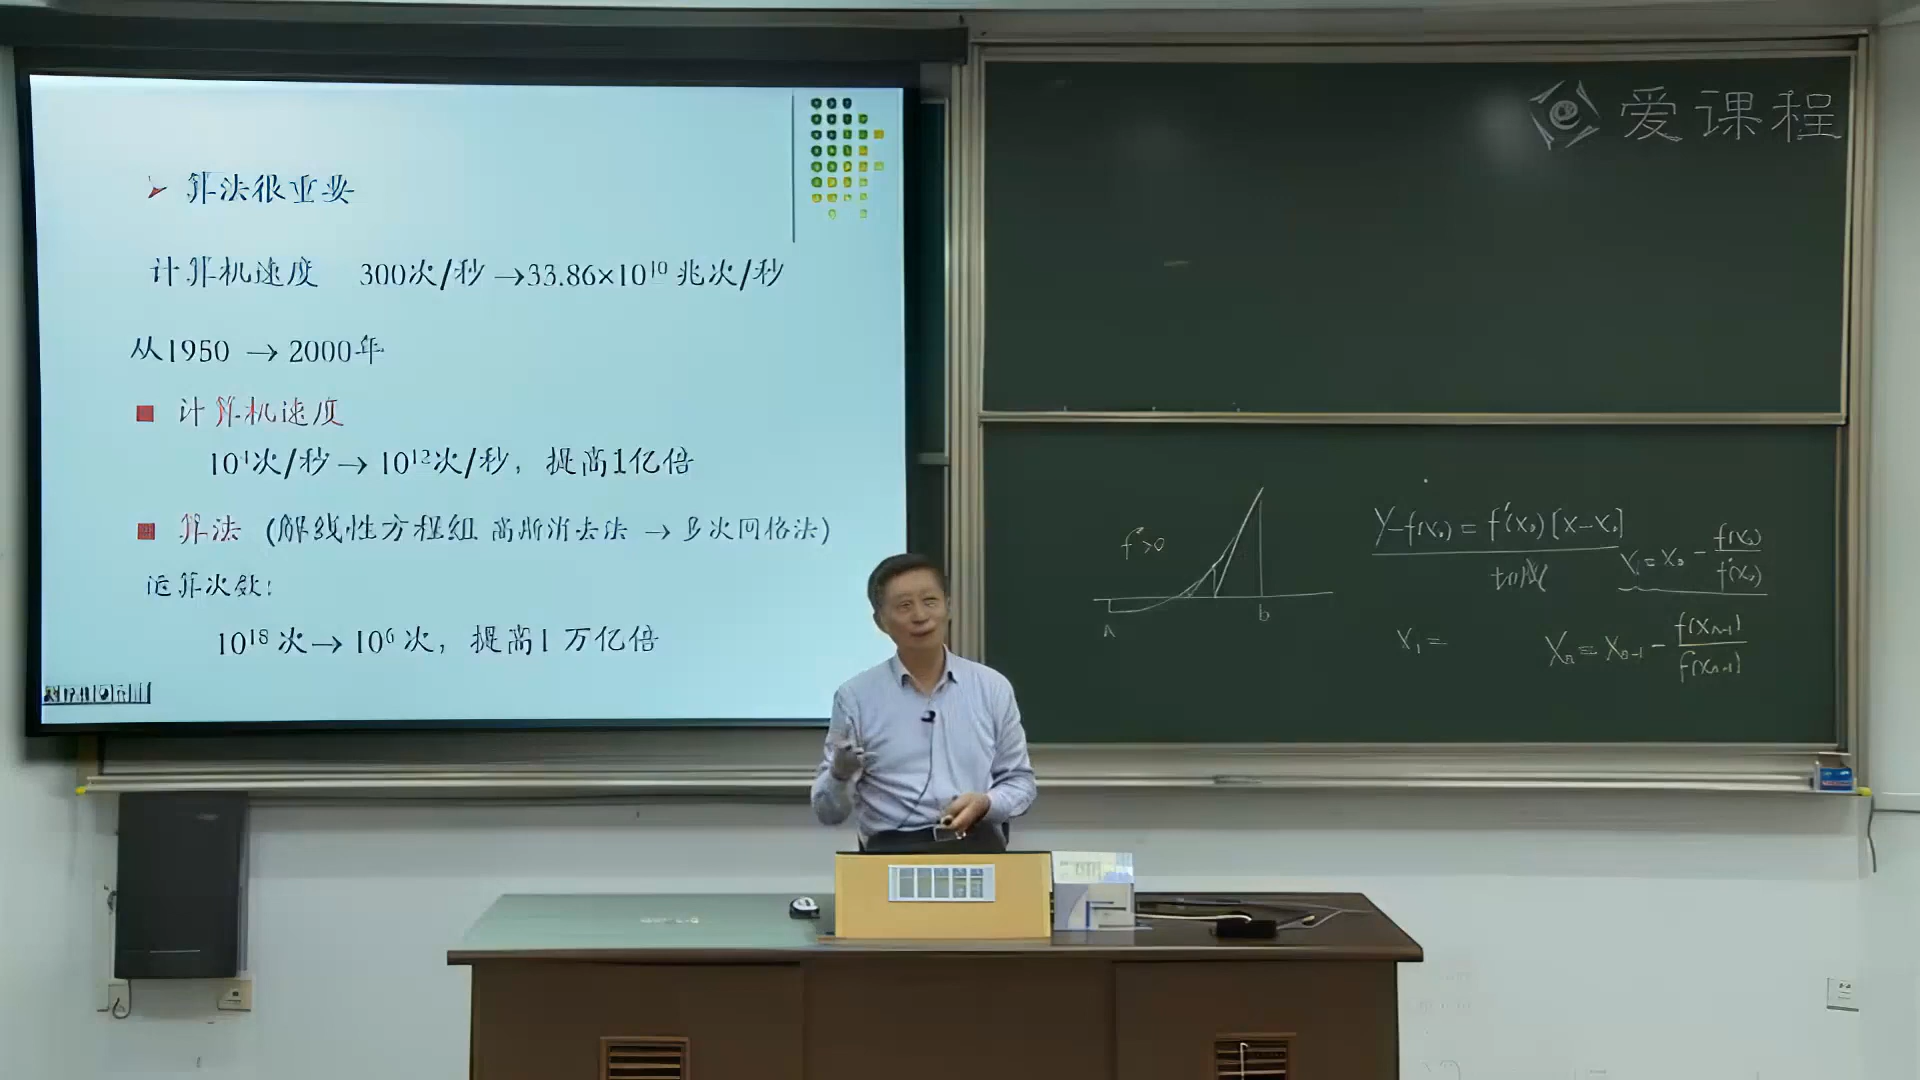 算法很重要
计算机速度 300次/秒→33.86×10¹⁰兆次/秒
从1950 → 2000年
计算机速度
10⁴次/秒→ 10¹²次/秒，提高1亿倍
算法 (解线性方程组 高斯消去法 → 多次网格法)
运算次数：
10¹⁸ 次→ 10⁶ 次，提高1 万亿倍
爱课程
f''>0
a
b
Y-f(x₀)=f'(x₀)[x-x₀]
x₁=x₀-f(x₀)/f'(x₀)
x₁=
Xₙ=Xₙ₋₁-f(xₙ₋₁)/f'(xₙ₋₁)